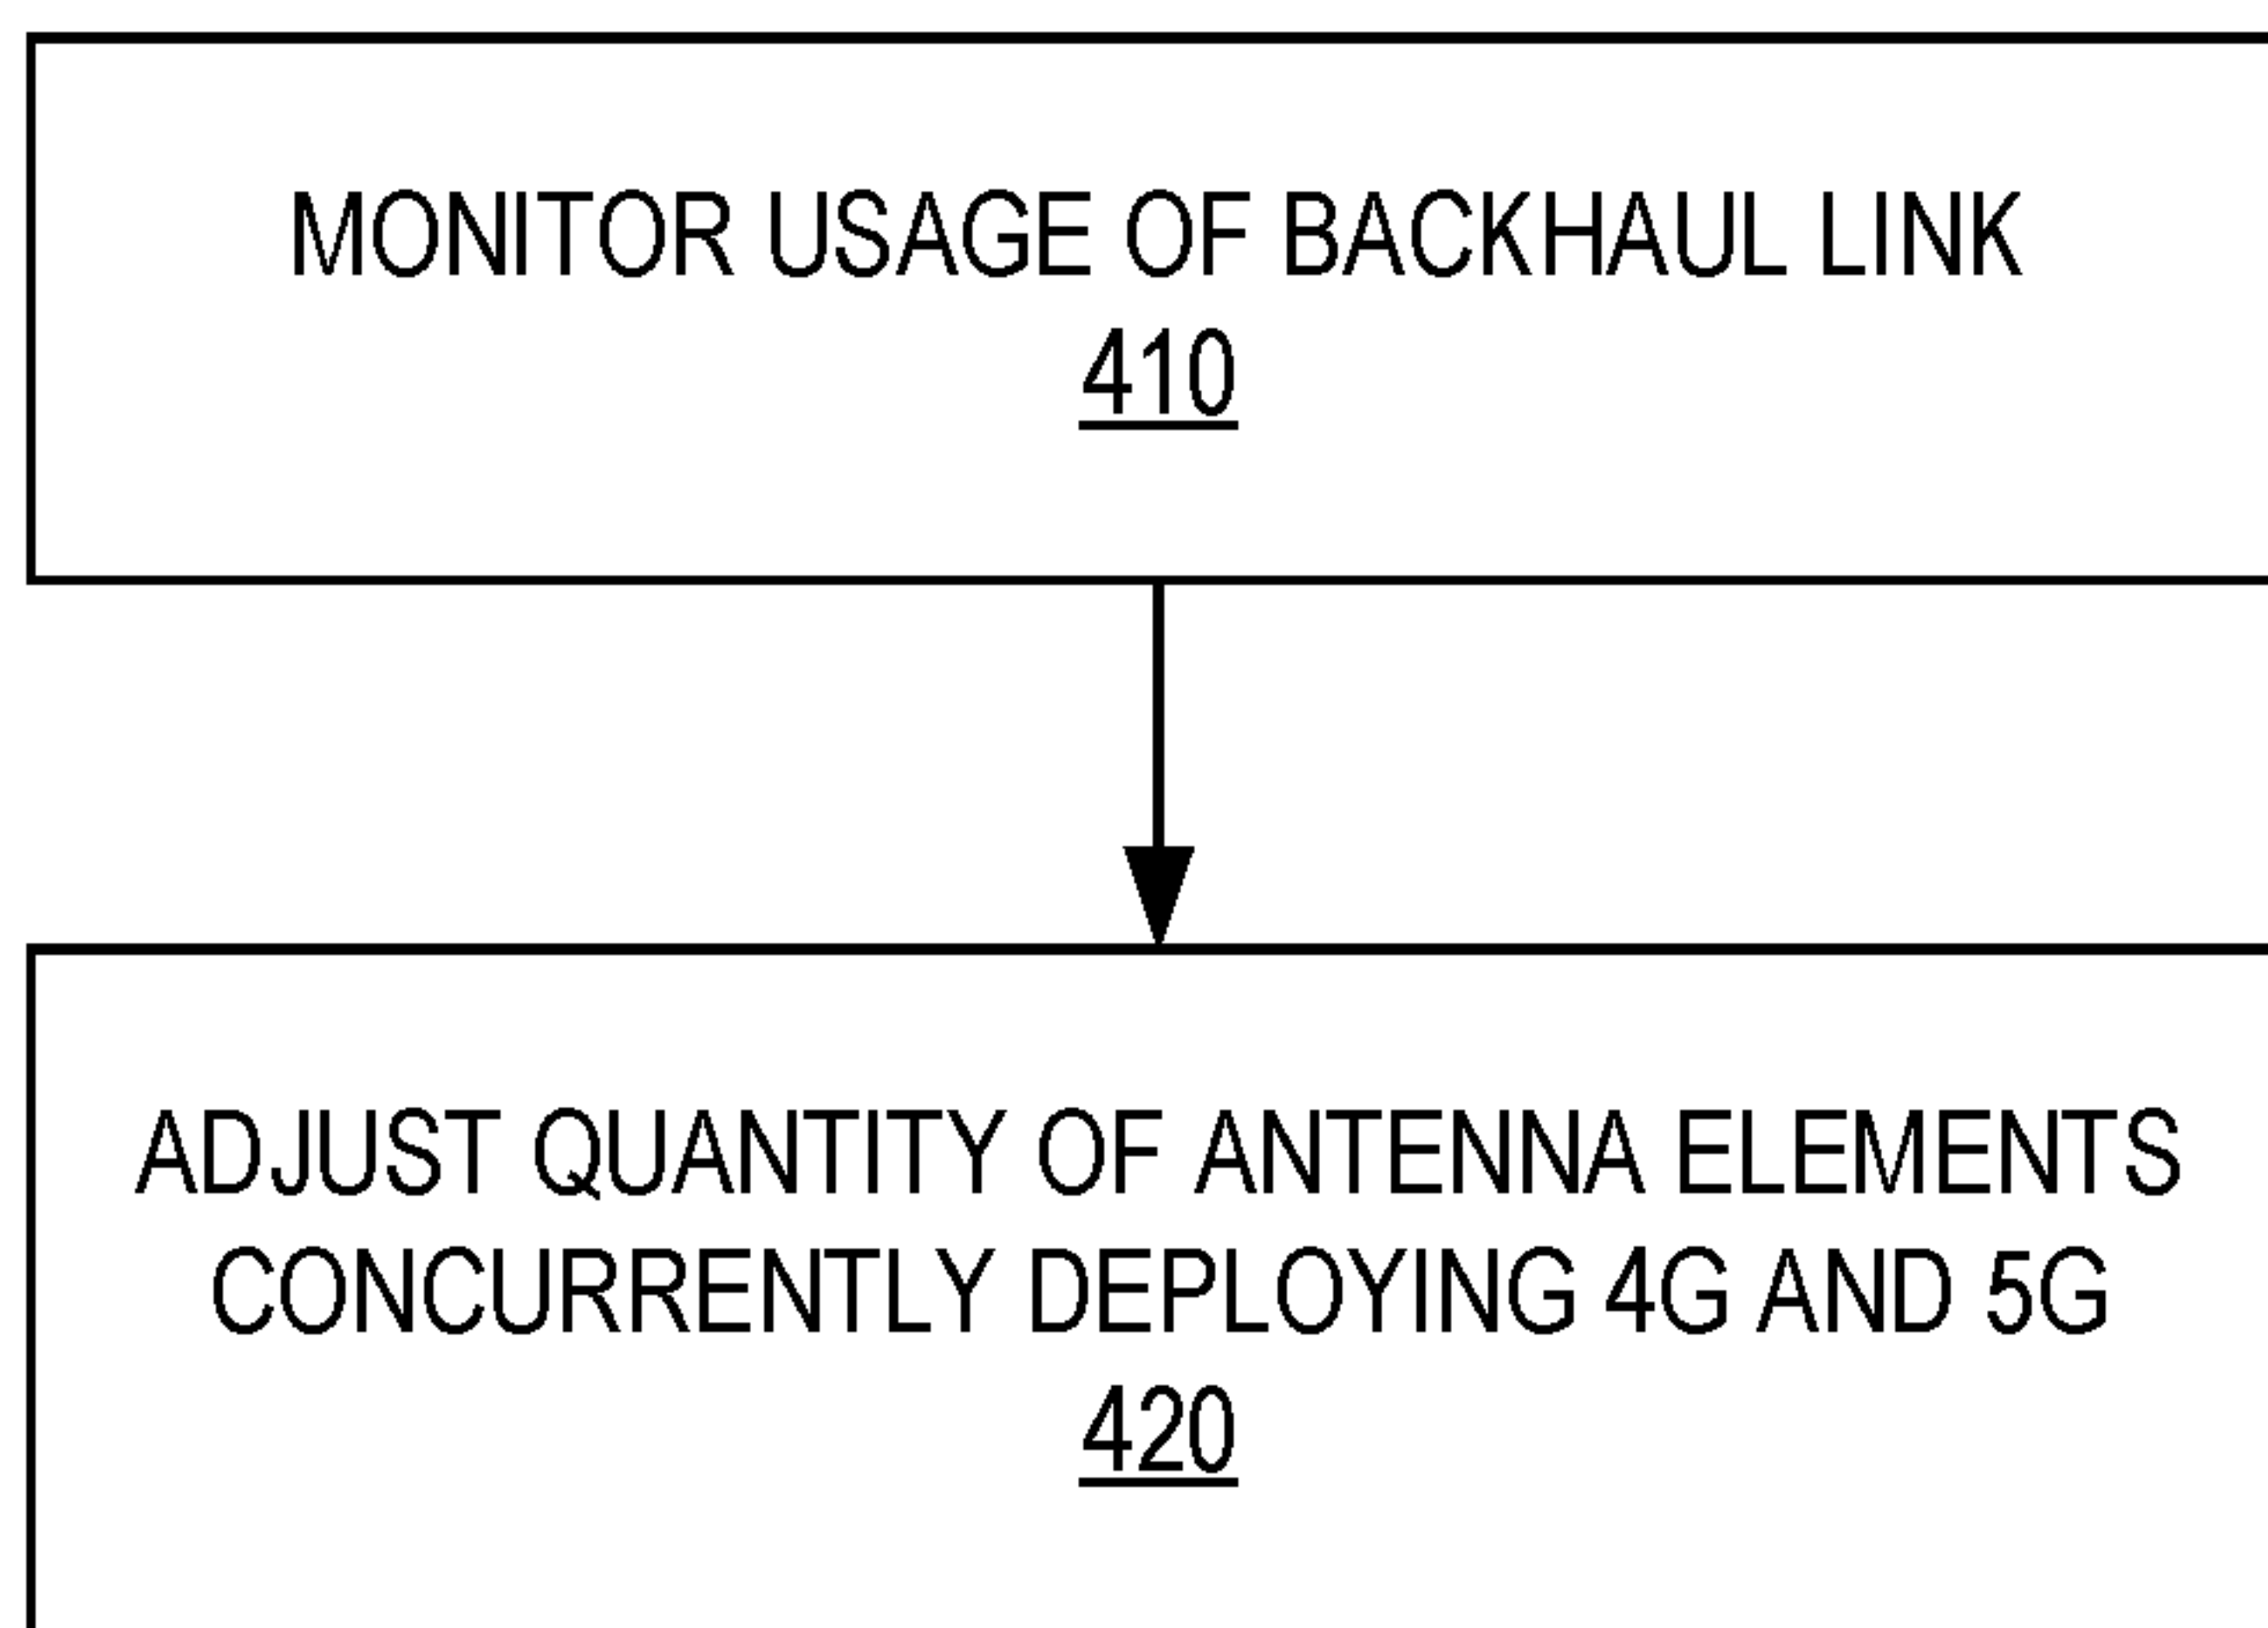 MONITOR USAGE OF BACKHAUL LINK
410
ADJUST QUANTITY OF ANTENNA ELEMENTS
CONCURRENTLY DEPLOYING 4G AND 5G
420